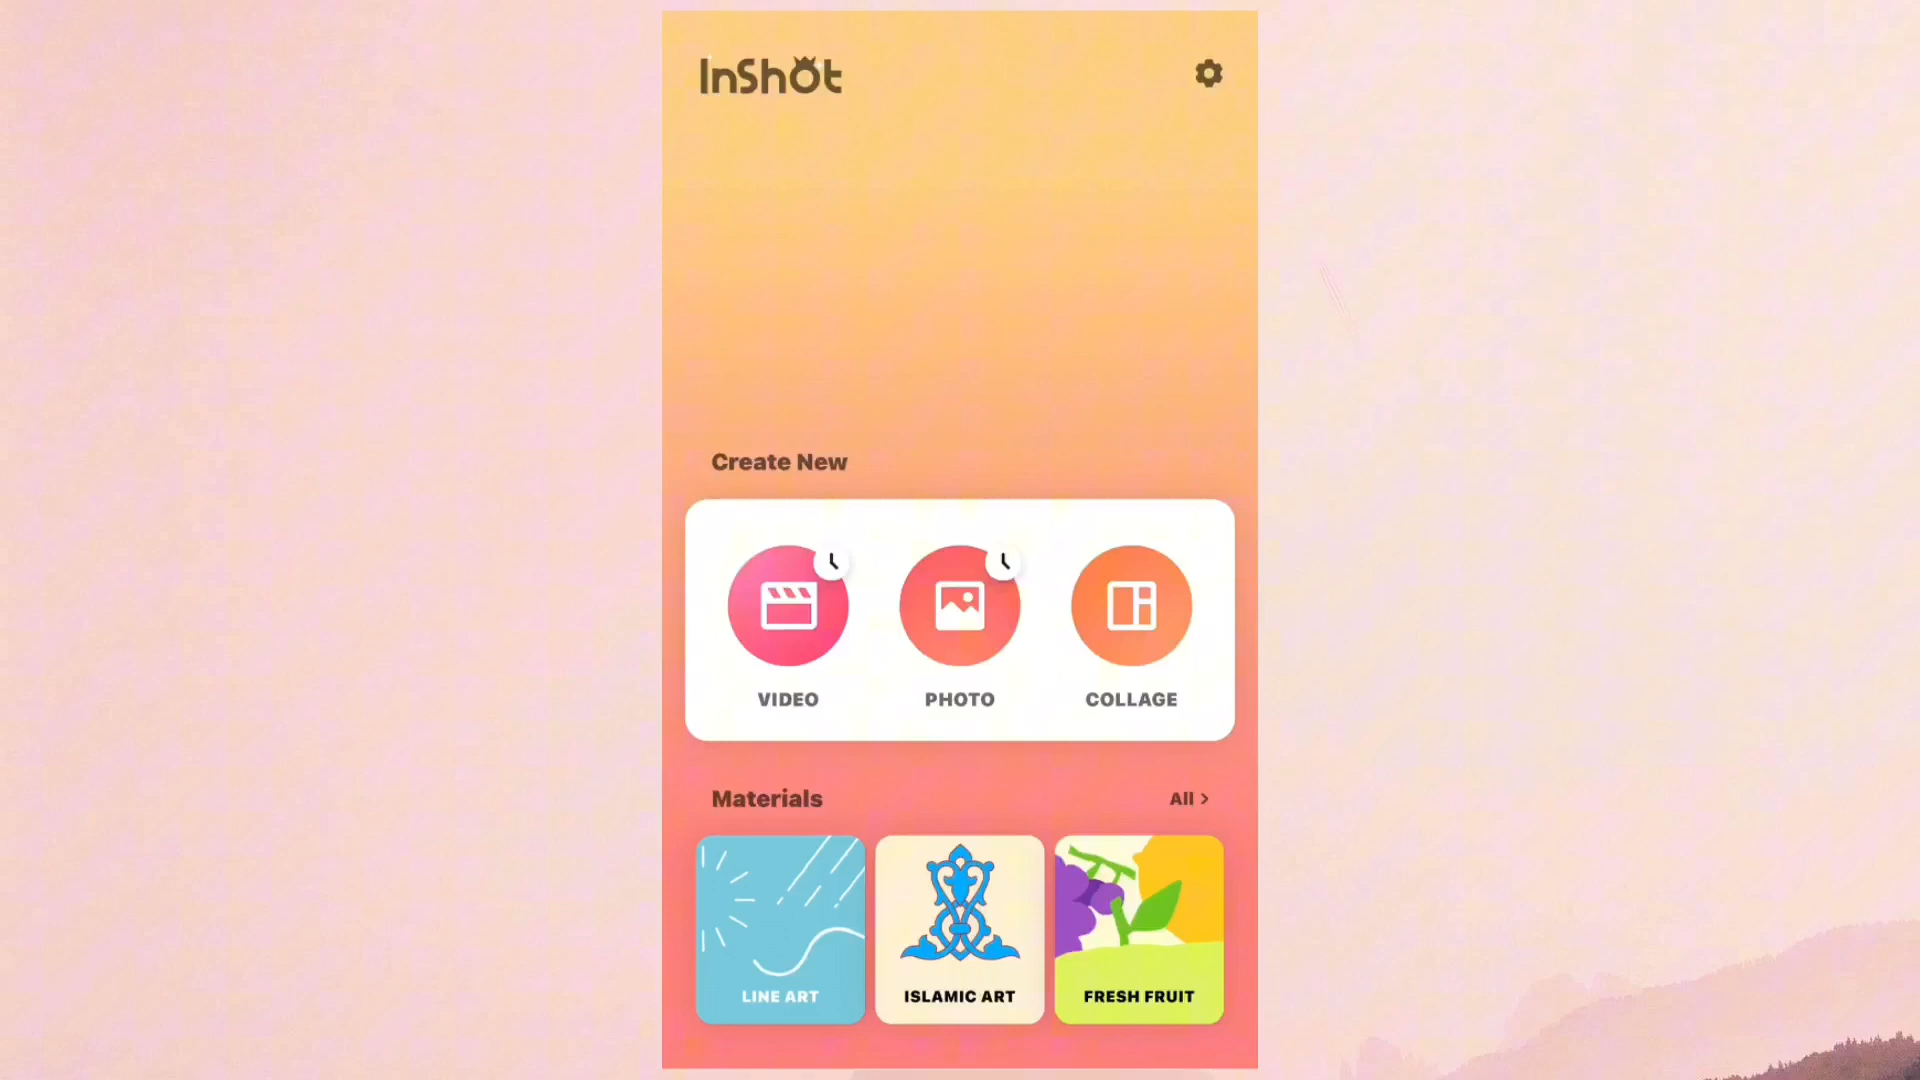 InShot
Create New
VIDEO
PHOTO
COLLAGE
Materials
All >
LINE ART
ISLAMIC ART
FRESH FRUIT